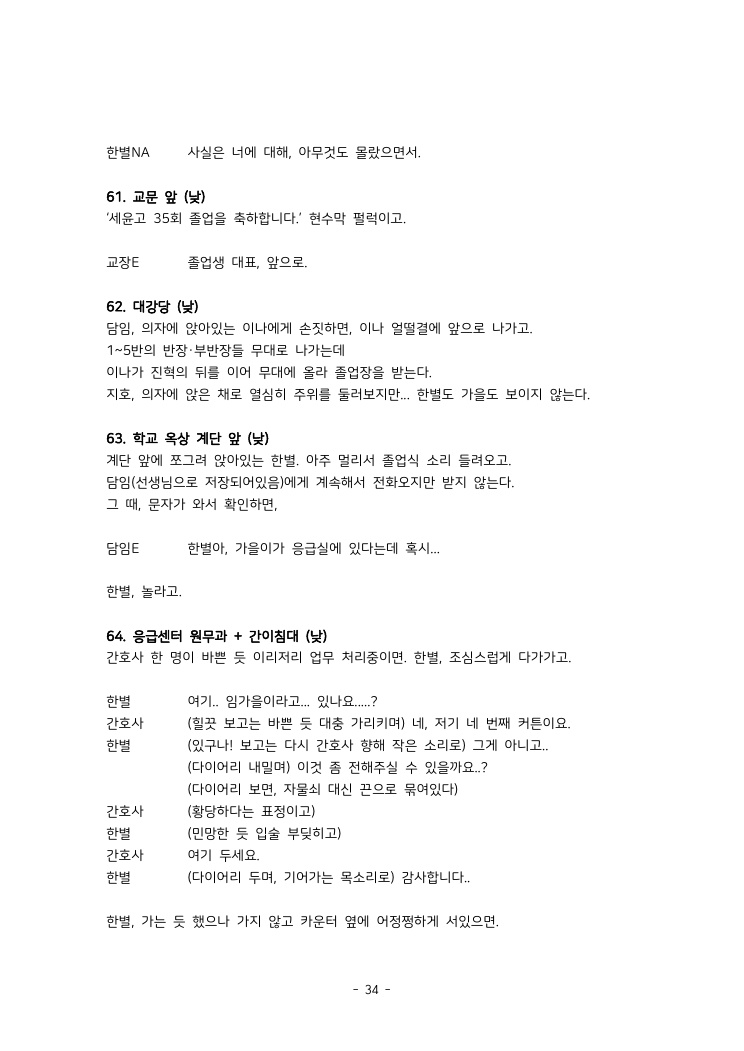 한별NA 사실은 너에 대해, 아무것도 몰랐으면서.
61. 교문 앞 (낮)
‘세윤고 35회 졸업을 축하합니다.’ 현수막 펄럭이고.
교장E 졸업생 대표, 앞으로.
62. 대강당 (낮)
담임, 의자에 앉아있는 이나에게 손짓하면, 이나 얼떨결에 앞으로 나가고.
1~5반의 반장·부반장들 무대로 나가는데
이나가 진혁의 뒤를 이어 무대에 올라 졸업장을 받는다.
지호, 의자에 앉은 채로 열심히 주위를 둘러보지만... 한별도 가을도 보이지 않는다.
63. 학교 옥상 계단 앞 (낮)
계단 앞에 쪼그려 앉아있는 한별. 아주 멀리서 졸업식 소리 들려오고.
담임(선생님으로 저장되어있음)에게 계속해서 전화오지만 받지 않는다.
그 때, 문자가 와서 확인하면,
담임E 한별아, 가을이가 응급실에 있다는데 혹시...
한별, 놀라고.
64. 응급센터 원무과 + 간이침대 (낮)
간호사 한 명이 바쁜 듯 이리저리 업무 처리중이면. 한별, 조심스럽게 다가가고.
한별 여기.. 임가을이라고... 있나요.....?
간호사 (힐끗 보고는 바쁜 듯 대충 가리키며) 네, 저기 네 번째 커튼이요.
한별 (있구나! 보고는 다시 간호사 향해 작은 소리로) 그게 아니고..
(다이어리 내밀며) 이것 좀 전해주실 수 있을까요..?
(다이어리 보면, 자물쇠 대신 끈으로 묶여있다)
간호사 (황당하다는 표정이고)
한별 (민망한 듯 입술 부딪히고)
간호사 여기 두세요.
한별 (다이어리 두며, 기어가는 목소리로) 감사합니다..
한별, 가는 듯 했으나 가지 않고 카운터 옆에 어정쩡하게 서있으면.
- 34 -